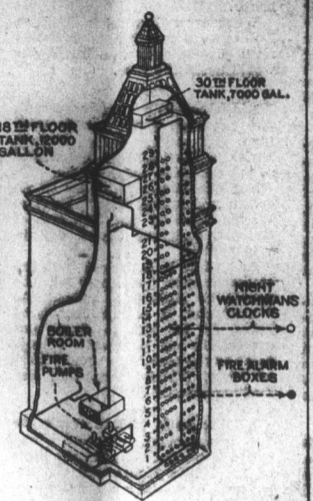 30TH FLOOR
TANK, 7000 GAL.
18TH FLOOR
TANK, 12000
GALLON
NIGHT
WATCHMANS
CLOCKS
BOILER
ROOM
FIRE
PUMPS
FIRE ALARM
BOXES